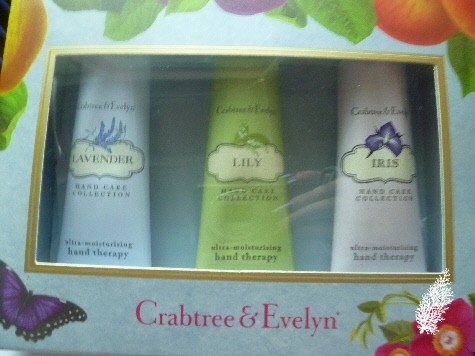 Crabtree & Evelyn
LAVENDER
HAND CARE
COLLECTION
ultra-moisturising
hand therapy
Crabtree & Evelyn
LILY
HAND CARE
COLLECTION
ultra-moisturising
hand therapy
Crabtree & Evelyn
IRIS
HAND CARE
COLLECTION
ultra-moisturising
hand therapy
Crabtree & Evelyn®